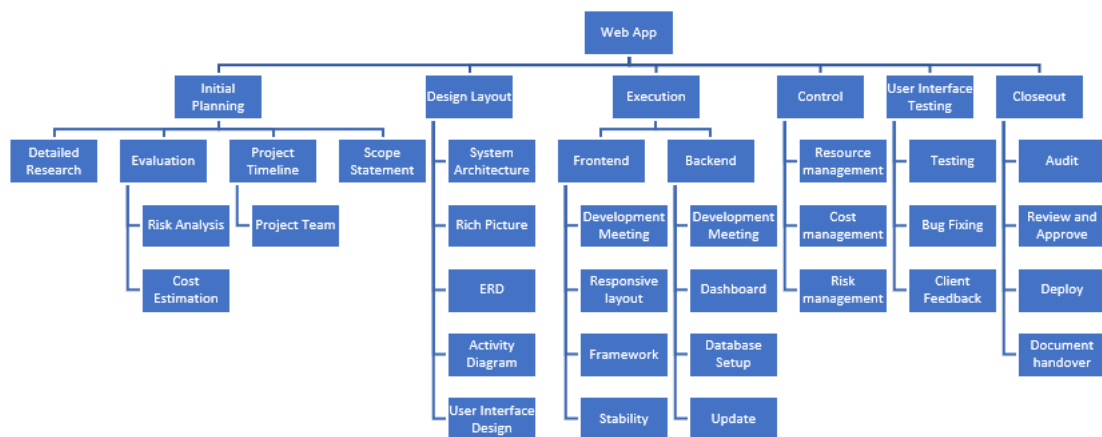 Web App
Initial
Planning
Design Layout
Execution
Control
User Interface
Testing
Closeout
Detailed
Research
Evaluation
Project
Timeline
Scope
Statement
System
Architecture
Frontend
Backend
Resource
management
Testing
Audit
Risk Analysis
Project Team
Rich Picture
Development
Meeting
Development
Meeting
Cost
management
Bug Fixing
Review and
Approve
Cost
Estimation
ERD
Responsive
layout
Dashboard
Risk
management
Client
Feedback
Deploy
Activity
Diagram
Framework
Database
Setup
Document
handover
User Interface
Design
Stability
Update